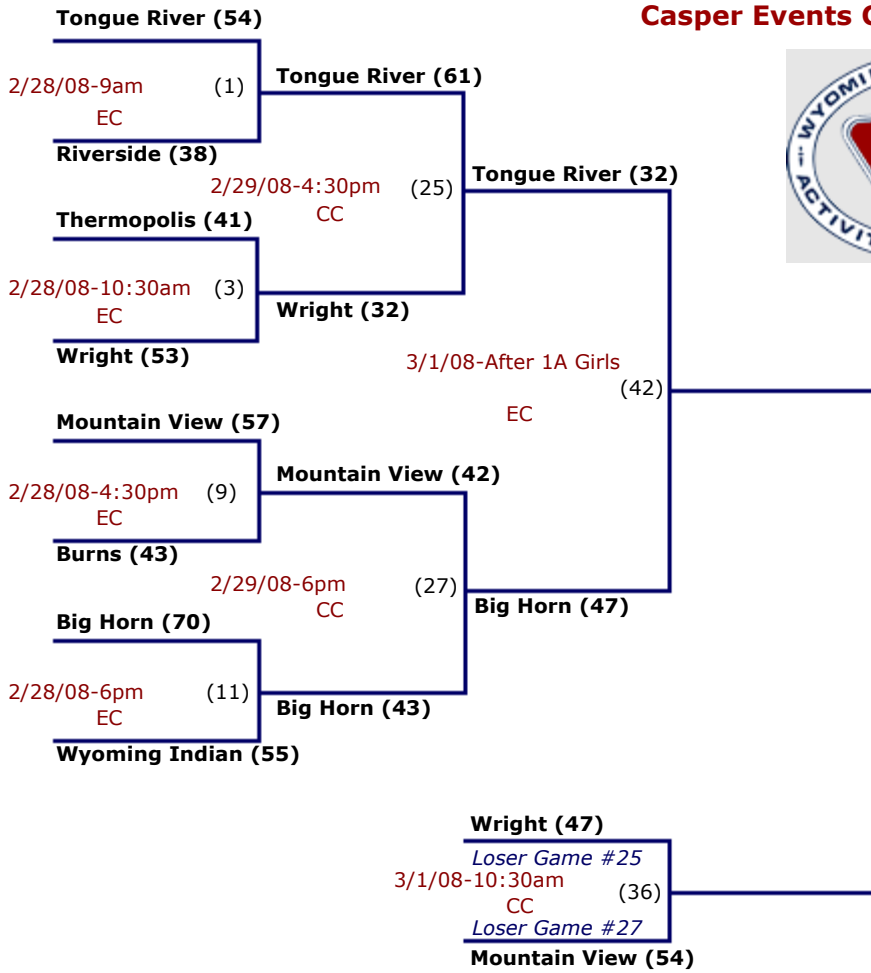 Casper Events
Tongue River (54)
2/28/08-9am
(1)
EC
Riverside (38)
Tongue River (61)
2/29/08-4:30pm
(25)
CC
Thermopolis (41)
2/28/08-10:30am
(3)
EC
Wright (53)
Wright (32)
Tongue River (32)
3/1/08-After 1A Girls
(42)
EC
Mountain View (57)
2/28/08-4:30pm
(9)
EC
Burns (43)
Mountain View (42)
2/29/08-6pm
(27)
CC
Big Horn (47)
Big Horn (70)
2/28/08-6pm
(11)
EC
Wyoming Indian (55)
Big Horn (43)
Wright (47)
Loser Game #25
3/1/08-10:30am
(36)
CC
Loser Game #27
Mountain View (54)